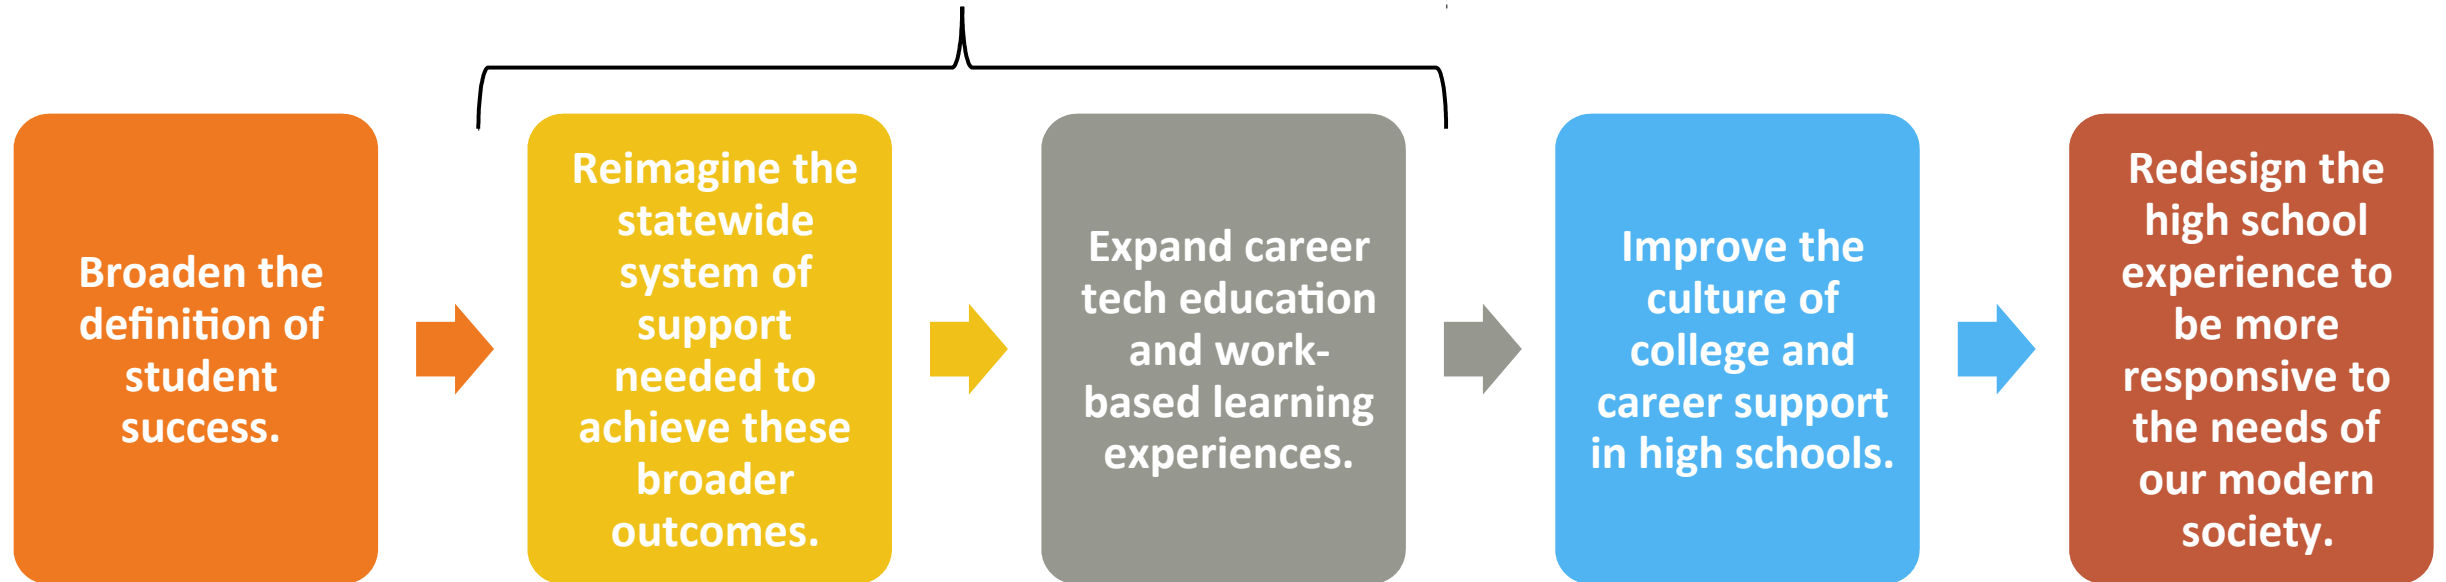 Broaden the
definition of
student
success.
Reimagine the
statewide
system of
support
needed to
achieve these
broader
outcomes.
Expand career
tech education
and work-
based learning
experiences.
Improve the
culture of
college and
career support
in high schools.
Redesign the
high school
experience to
be more
responsive to
the needs of
our modern
society.